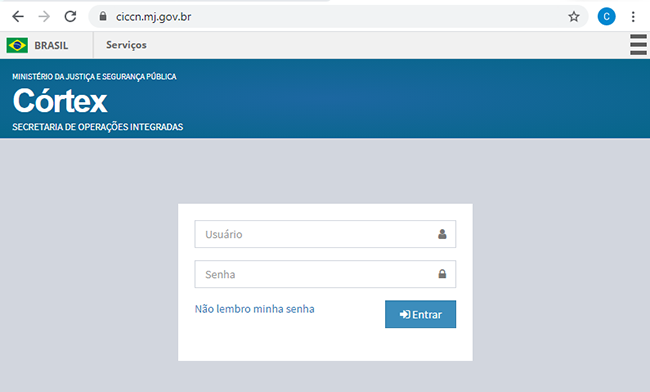 ciccn.mj.gov.br
C
BRASIL
Serviços
MINISTÉRIO DA JUSTIÇA E SEGURANÇA PÚBLICA
Córtex
SECRETARIA DE OPERAÇÕES INTEGRADAS
Usuário
Senha
Não lembro minha senha
Entrar